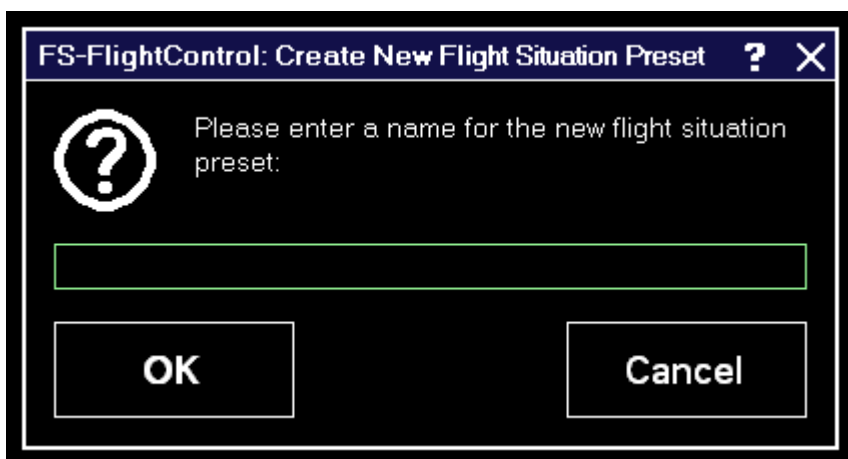 FS-FlightControl: Create New Flight Situation Preset ? X
Please enter a name for the new flight situation
preset:
?
OK
Cancel